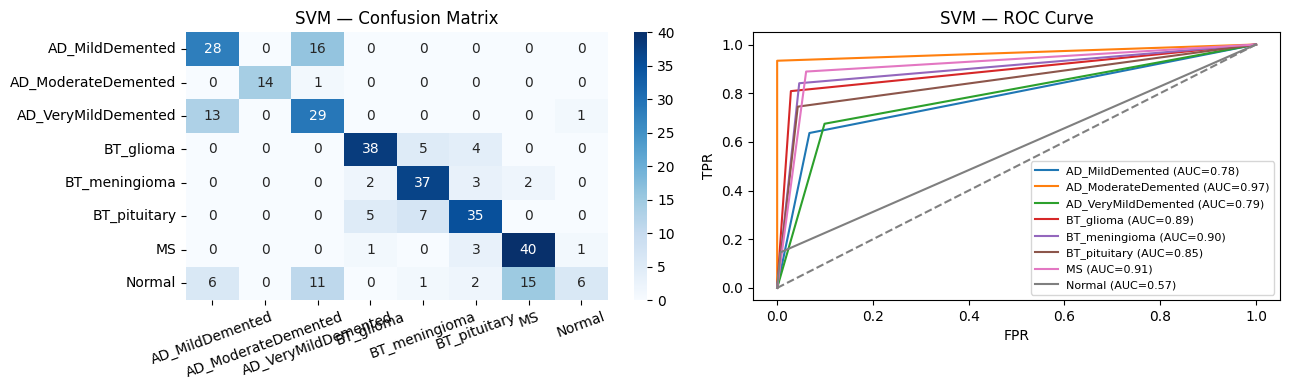 SVM — Confusion Matrix
AD_MildDemented 28 0 16 0 0 0 0 0
AD_ModerateDemented 0 14 1 0 0 0 0 0
AD_VeryMildDemented 13 0 29 0 0 0 0 1
BT_glioma 0 0 0 38 5 4 0 0
BT_meningioma 0 0 0 2 37 3 2 0
BT_pituitary 0 0 0 5 7 35 0 0
MS 0 0 0 1 0 3 40 1
Normal 6 0 11 0 1 2 15 6
AD_MildDemented
AD_ModerateDemented
AD_VeryMildDemented
BT_glioma
BT_meningioma
BT_pituitary
MS
Normal
40
35
30
25
20
15
10
5
0
SVM — ROC Curve
TPR
1.0
0.8
0.6
0.4
0.2
0.0
AD_MildDemented (AUC=0.78)
AD_ModerateDemented (AUC=0.97)
AD_VeryMildDemented (AUC=0.79)
BT_glioma (AUC=0.89)
BT_meningioma (AUC=0.90)
BT_pituitary (AUC=0.85)
MS (AUC=0.91)
Normal (AUC=0.57)
0.0 0.2 0.4 0.6 0.8 1.0
FPR